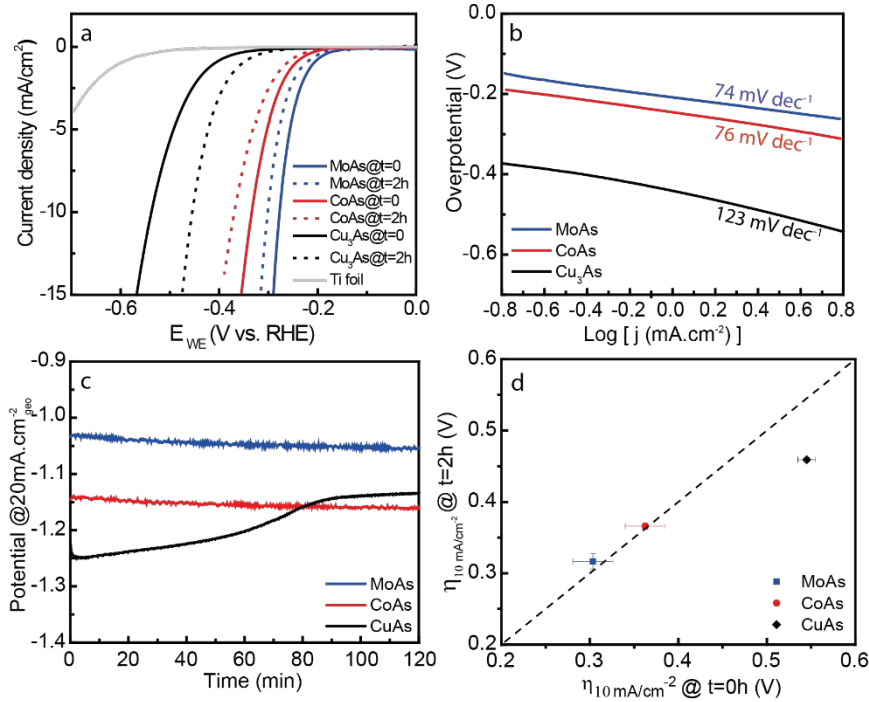 a
Current density (mA/cm²)
0
-5
-10
-15
-0.6
-0.4
-0.2
0.0
E WE (V vs. RHE)
MoAs@t=0
MoAs@t=2h
CoAs@t=0
CoAs@t=2h
Cu₃As@t=0
Cu₃As@t=2h
Ti foil
b
Overpotential (V)
0.0
-0.2
-0.4
-0.6
-0.8
-0.6
-0.4
-0.2
0.0
0.2
0.4
0.6
0.8
Log [ j (mA.cm⁻²) ]
74 mV dec⁻¹
76 mV dec⁻¹
123 mV dec⁻¹
MoAs
CoAs
Cu₃As
c
Potential @20mA.cm⁻² geo
-0.9
-1.0
-1.1
-1.2
-1.3
-1.4
0
20
40
60
80
100
120
Time (min)
MoAs
CoAs
CuAs
d
η10 mA/cm⁻² @ t=2h (V)
0.6
0.5
0.4
0.3
0.2
0.2
0.3
0.4
0.5
0.6
η10 mA/cm⁻² @ t=0h (V)
MoAs
CoAs
CuAs